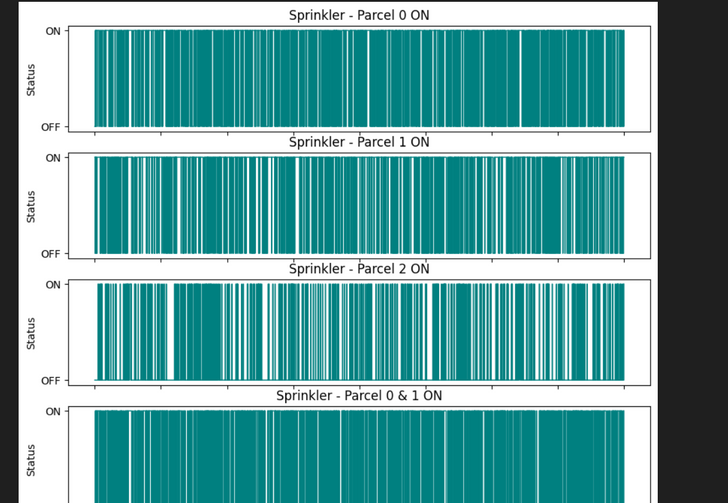 Sprinkler - Parcel 0 ON
ON
Status
OFF
Sprinkler - Parcel 1 ON
ON
Status
OFF
Sprinkler - Parcel 2 ON
ON
Status
OFF
Sprinkler - Parcel 0 & 1 ON
ON
Status